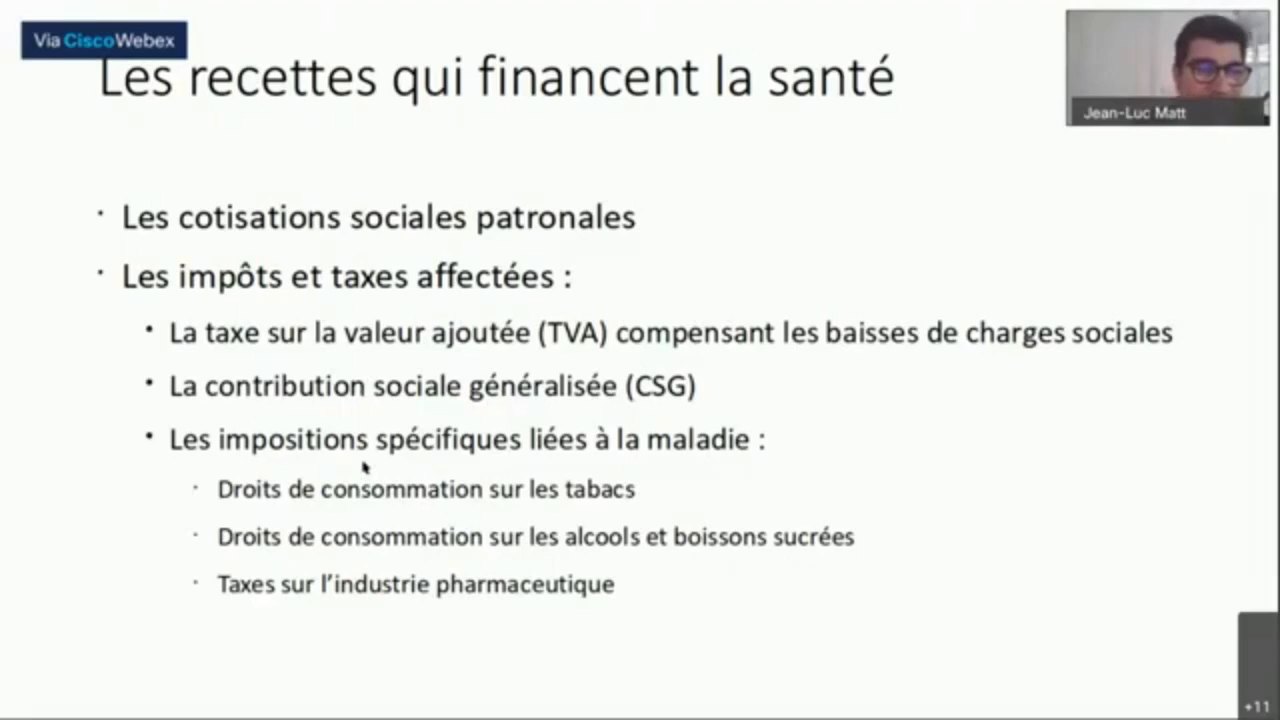 Via CiscoWebex
Les recettes qui financent la santé
Jean-Luc Matt
· Les cotisations sociales patronales
· Les impôts et taxes affectées :
• La taxe sur la valeur ajoutée (TVA) compensant les baisses de charges sociales
• La contribution sociale généralisée (CSG)
• Les impositions spécifiques liées à la maladie :
· Droits de consommation sur les tabacs
· Droits de consommation sur les alcools et boissons sucrées
· Taxes sur l’industrie pharmaceutique
+11